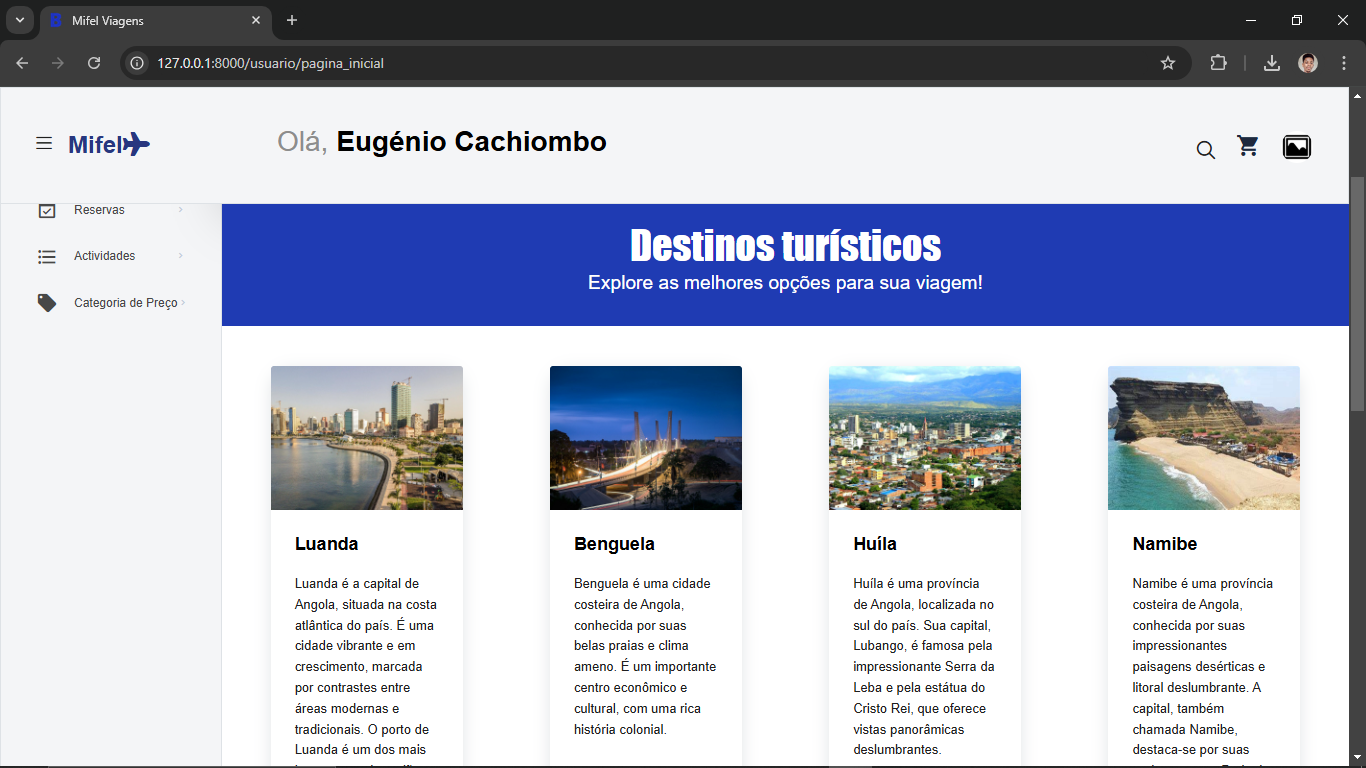 Mifel Viagens
127.0.0.1:8000/usuario/pagina_inicial
Mifel
Olá, Eugénio Cachiombo
Reservas
Actividades
Categoria de Preço
Destinos turísticos
Explore as melhores opções para sua viagem!
Luanda
Luanda é a capital de
Angola, situada na costa
atlântica do país. É uma
cidade vibrante e em
crescimento, marcada
por contrastes entre
áreas modernas e
tradicionais. O porto de
Luanda é um dos mais
Benguela
Benguela é uma cidade
costeira de Angola,
conhecida por suas
belas praias e clima
ameno. É um importante
centro econômico e
cultural, com uma rica
história colonial.
Huíla
Huíla é uma província
de Angola, localizada no
sul do país. Sua capital,
Lubango, é famosa pela
impressionante Serra da
Leba e pela estátua do
Cristo Rei, que oferece
vistas panorâmicas
deslumbrantes.
Namibe
Namibe é uma província
costeira de Angola,
conhecida por suas
impressionantes
paisagens desérticas e
litoral deslumbrante. A
capital, também
chamada Namibe,
destaca-se por suas